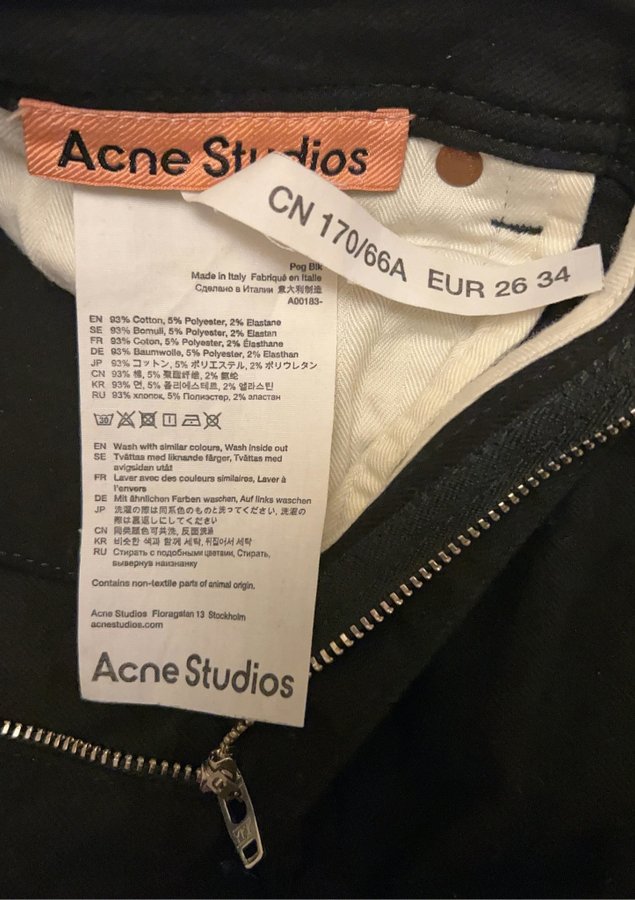 Acne Studios
CN 170/66A EUR 26 34
Pog Blk
Made in Italy Fabriqué en Italie
Сделано в Италии 意大利制造
A00183-
EN 93% Cotton, 5% Polyester, 2% Elastane
SE 93% Bomull, 5% Polyester, 2% Elastan
FR 93% Coton, 5% Polyester, 2% Élasthane
DE 93% Baumwolle, 5% Polyester, 2% Elasthan
JP 93% コットン, 5% ポリエステル, 2% ポリウレタン
CN 93% 棉, 5% 聚酯纤维, 2% 氨纶
KR 93% 면, 5% 폴리에스테르, 2% 엘라스틴
RU 93% хлопок, 5% Полиэстер, 2% эластан
30
EN Wash with similar colours, Wash inside out
SE Tvättas med liknande färger, Tvättas med
avigsidan utåt
FR Laver avec des couleurs similaires, Laver à
l'envers
DE Mit ähnlichen Farben waschen, Auf links waschen
JP 洗濯の際は同系色のものと洗ってください, 洗濯の
際は裏返しにしてください
CN 同类颜色可共洗, 反面洗涤
KR 비슷한 색과 함께 세탁, 뒤집어서 세탁
RU Стирать с подобными цветами, Стирать,
вывернув наизнанку
Contains non-textile parts of animal origin.
Acne Studios Floragatan 13 Stockholm
acnestudios.com
Acne Studios